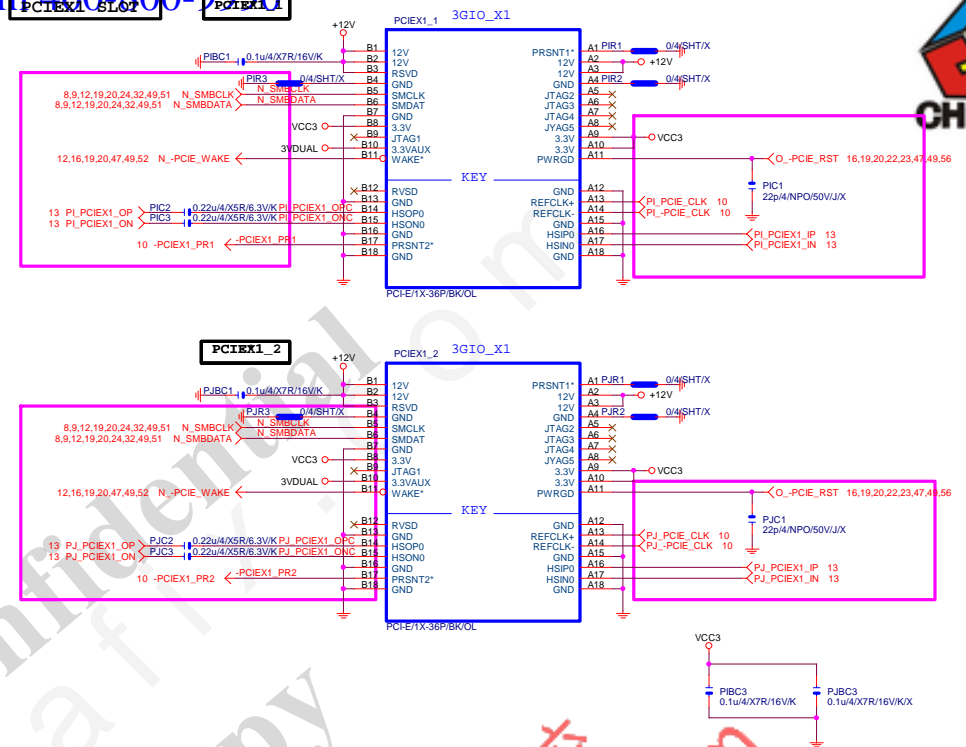 PCIEX1 SLOT
PCIEX1_1
+12V
PCIEX1_1
3GIO_X1
PIBC1 0.1u/4/X7R/16V/K
B1 12V
B2 12V
B3 RSVD
B4 GND
B5 SMCLK
B6 SMDAT
B7 GND
B8 3.3V
B9 JTAG1
B10 3.3VAUX
B11 WAKE*
KEY
B12 RVSD
B13 GND
B14 HSOP0
B15 HSON0
B16 GND
B17 PRSNT2*
B18 GND
PRSNT1* A1 PIR1 0/4/SHT/X
12V A2 +12V
12V A3
GND A4 PIR2 0/4/SHT/X
JTAG2 A5
JTAG3 A6
JTAG4 A7
JYAG5 A8
3.3V A9 VCC3
3.3V A10
PWRGD A11 O_-PCIE_RST 16,19,20,22,23,47,49,56
PIC1
22p/4/NPO/50V/J/X
GND A12
REFCLK+ A13 PI_PCIE_CLK 10
REFCLK- A14 PI_-PCIE_CLK 10
GND A15
HSIP0 A16 PI_PCIEX1_IP 13
HSIN0 A17 PI_PCIEX1_IN 13
GND A18
PIR3 0/4/SHT/X
8,9,12,19,20,24,32,49,51 N_SMBCLK N_SMBCLK
8,9,12,19,20,24,32,49,51 N_SMBDATA N_SMBDATA
VCC3
3VDUAL
12,16,19,20,47,49,52 N_-PCIE_WAKE
13 PI_PCIEX1_OP PIC2 0.22u/4/X5R/6.3V/K PI_PCIEX1_OPC
13 PI_PCIEX1_ON PIC3 0.22u/4/X5R/6.3V/K PI_PCIEX1_ONC
10 -PCIEX1_PR1 -PCIEX1_PR1
PCI-E/1X-36P/BK/OL
PCIEX1_2
+12V
PCIEX1_2
3GIO_X1
PJBC1 0.1u/4/X7R/16V/K
B1 12V
B2 12V
B3 RSVD
B4 GND
B5 SMCLK
B6 SMDAT
B7 GND
B8 3.3V
B9 JTAG1
B10 3.3VAUX
B11 WAKE*
KEY
B12 RVSD
B13 GND
B14 HSOP0
B15 HSON0
B16 GND
B17 PRSNT2*
B18 GND
PRSNT1* A1 PJR1 0/4/SHT/X
12V A2 +12V
12V A3
GND A4 PJR2 0/4/SHT/X
JTAG2 A5
JTAG3 A6
JTAG4 A7
JYAG5 A8
3.3V A9 VCC3
3.3V A10
PWRGD A11 O_-PCIE_RST 16,19,20,22,23,47,49,56
PJC1
22p/4/NPO/50V/J/X
GND A12
REFCLK+ A13 PJ_PCIE_CLK 10
REFCLK- A14 PJ_-PCIE_CLK 10
GND A15
HSIP0 A16 PJ_PCIEX1_IP 13
HSIN0 A17 PJ_PCIEX1_IN 13
GND A18
PJR3 0/4/SHT/X
8,9,12,19,20,24,32,49,51 N_SMBCLK N_SMBCLK
8,9,12,19,20,24,32,49,51 N_SMBDATA N_SMBDATA
VCC3
3VDUAL
12,16,19,20,47,49,52 N_-PCIE_WAKE
13 PJ_PCIEX1_OP PJC2 0.22u/4/X5R/6.3V/K PJ_PCIEX1_OPC
13 PJ_PCIEX1_ON PJC3 0.22u/4/X5R/6.3V/K PJ_PCIEX1_ONC
10 -PCIEX1_PR2 -PCIEX1_PR2
PCI-E/1X-36P/BK/OL
VCC3
PIBC3
0.1u/4/X7R/16V/K
PJBC3
0.1u/4/X7R/16V/K/X